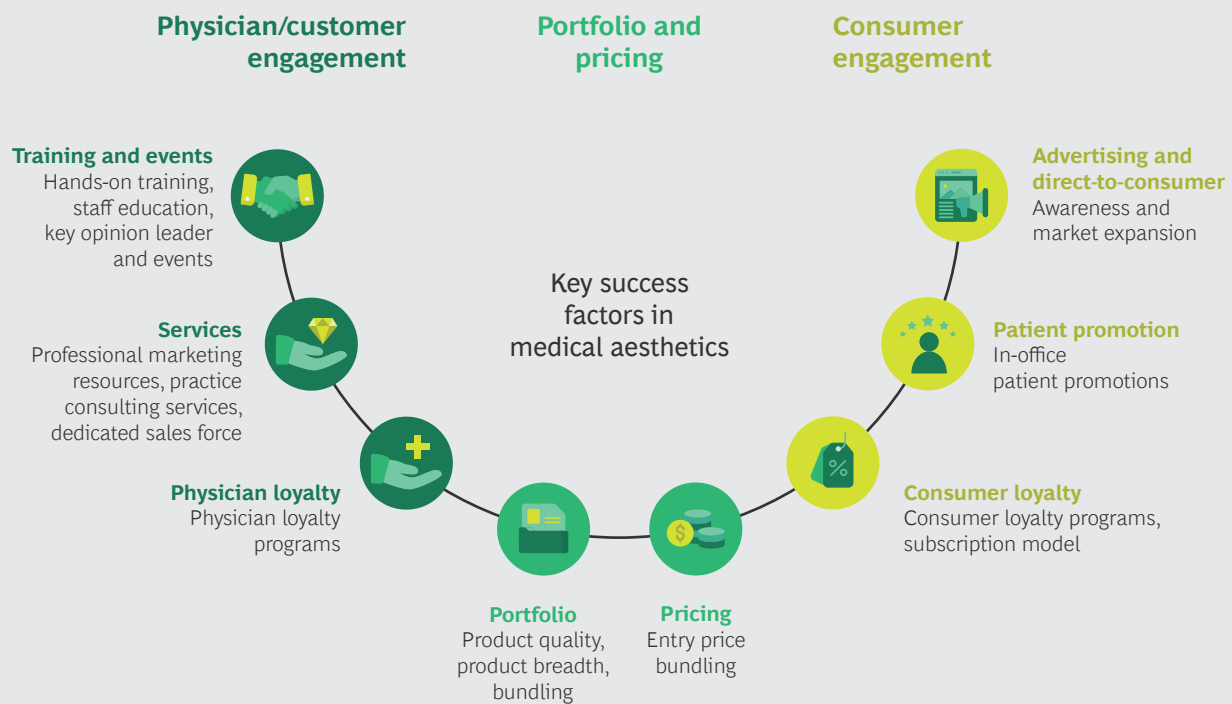 Physician/customer
engagement
Portfolio and
pricing
Consumer
engagement
Training and events
Hands-on training,
staff education,
key opinion leader
and events
Services
Professional marketing
resources, practice
consulting services,
dedicated sales force
Physician loyalty
Physician loyalty
programs
Key success
factors in
medical aesthetics
Portfolio
Product quality,
product breadth,
bundling
$
Pricing
Entry price
bundling
Advertising and
direct-to-consumer
Awareness and
market expansion
Patient promotion
In-office
patient promotions
%
Consumer loyalty
Consumer loyalty programs,
subscription model